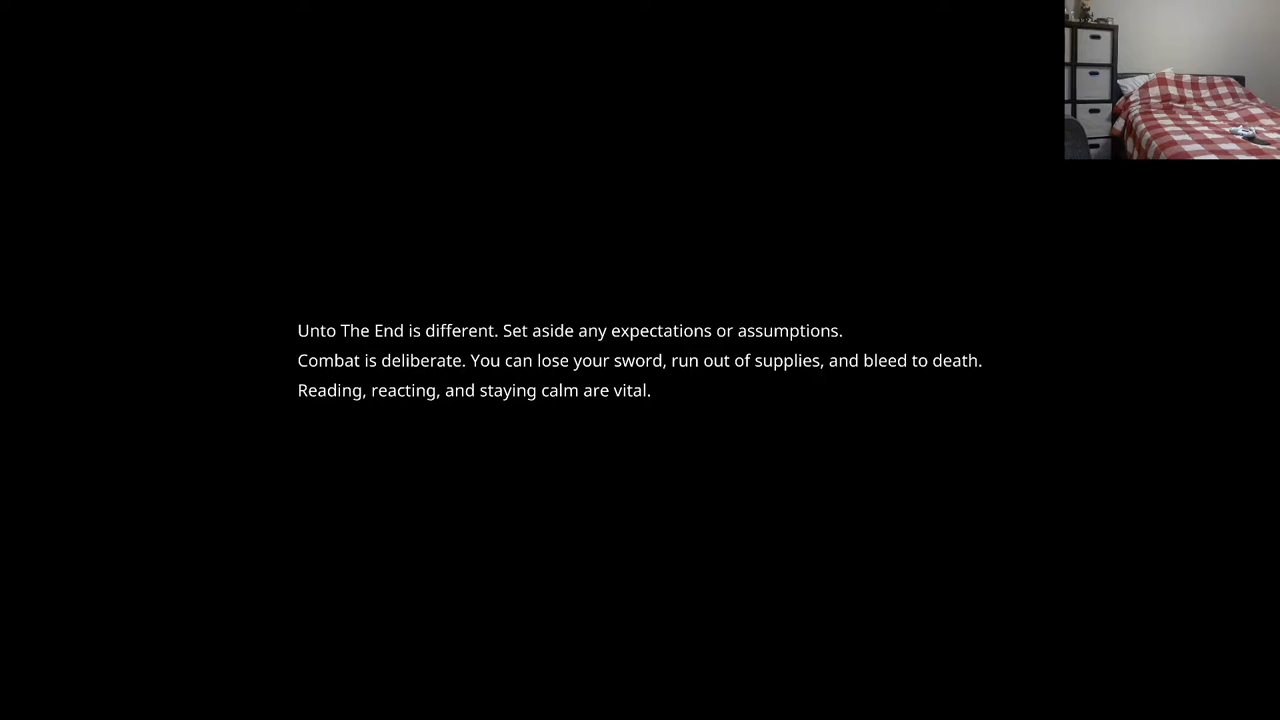 Unto The End is different. Set aside any expectations or assumptions.
Combat is deliberate. You can lose your sword, run out of supplies, and bleed to death.
Reading, reacting, and staying calm are vital.